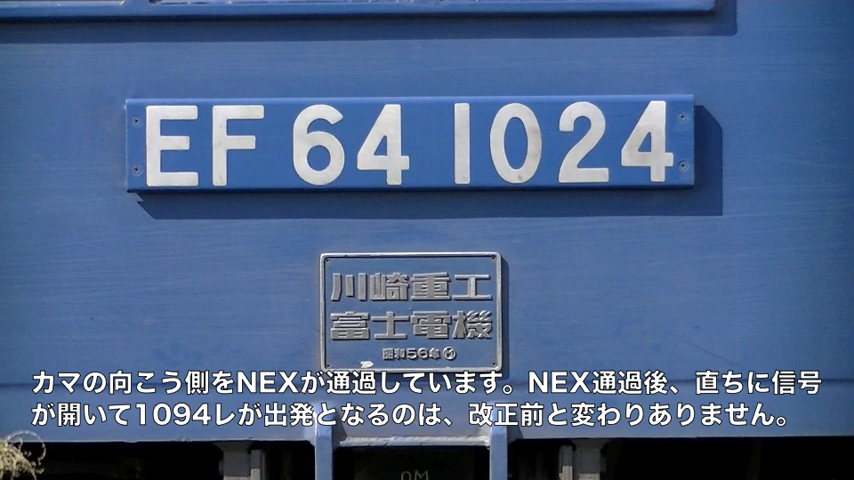 EF64 1024
川崎重工
富士電機
昭和56年
カマの向こう側をNEXが通過しています。NEX通過後、直ちに信号
が開いて1094レが出発となるのは、改正前と変わりありません。